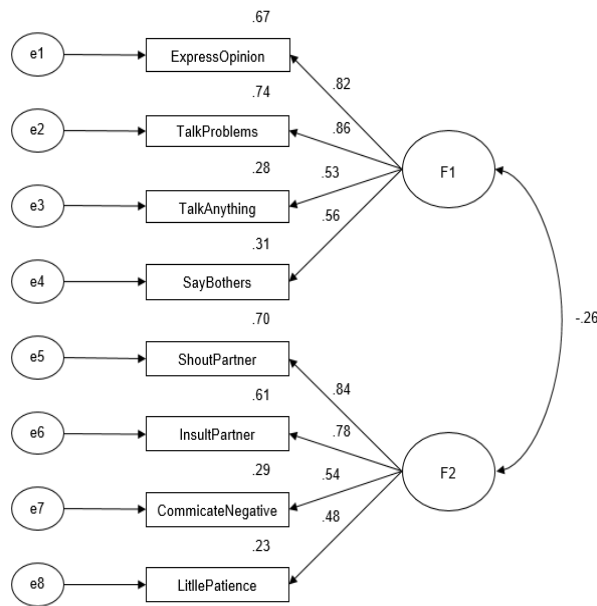 .67
e1
ExpressOpinion
.82
.74
e2
TalkProblems
.86
.28
.53
F1
e3
TalkAnything
.56
.31
e4
SayBothers
-.26
.70
e5
ShoutPartner
.84
.61
e6
InsultPartner
.78
.29
.54
F2
e7
CommicateNegative
.48
.23
e8
LitllePatience